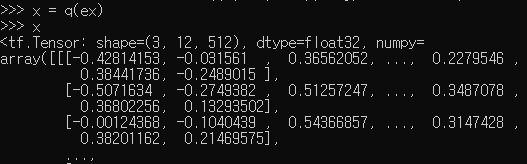 >>> x = q(ex)
>>> x
<tf.Tensor: shape=(3, 12, 512), dtype=float32, numpy=
array([[[-0.42814153, -0.031561  ,  0.36562052, ...,  0.2279546 ,
          0.38441736, -0.2489015 ],
        [-0.5071634 , -0.2749382 ,  0.51257247, ...,  0.3487078 ,
          0.36802256,  0.13293502],
        [-0.00124368, -0.1040439 ,  0.54366857, ...,  0.3147428 ,
          0.38201162,  0.21469575],
        ...,